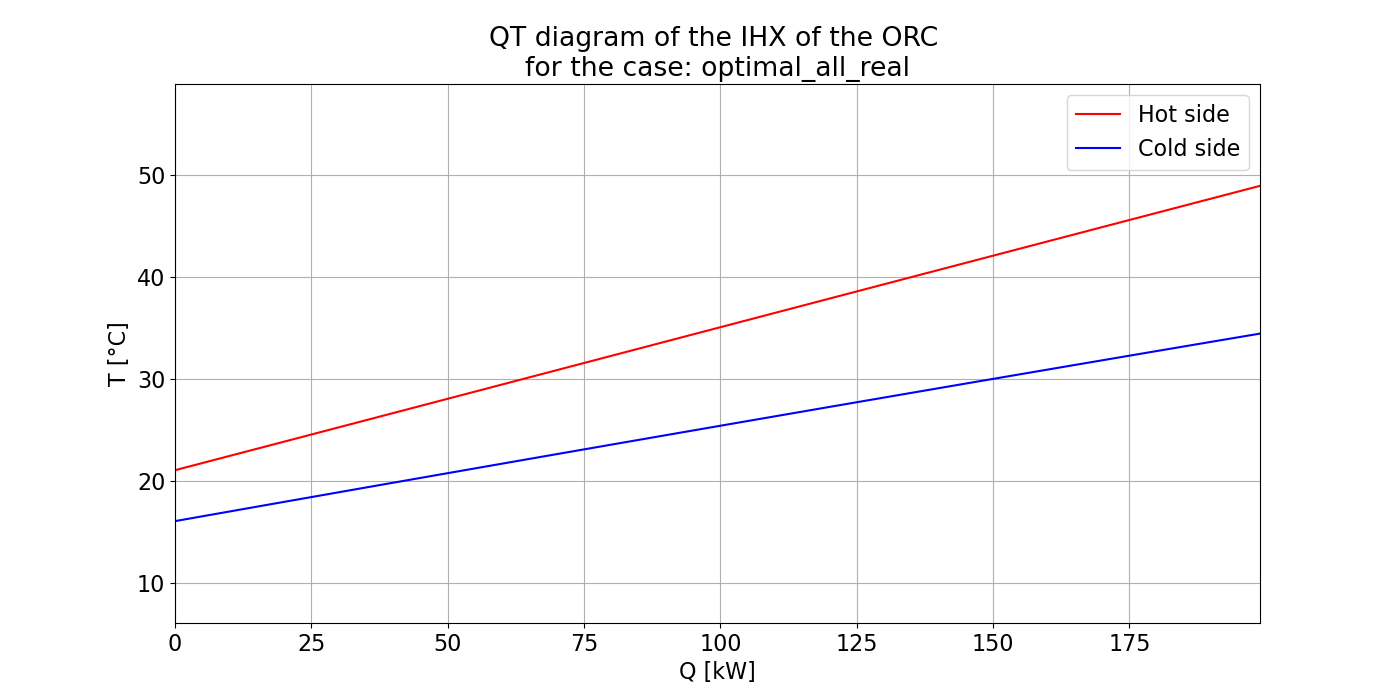 QT diagram of the IHX of the ORC
for the case: optimal_all_real
Hot side
Cold side
50
40
30
20
10
T [°C]
0 25 50 75 100 125 150 175
Q [kW]